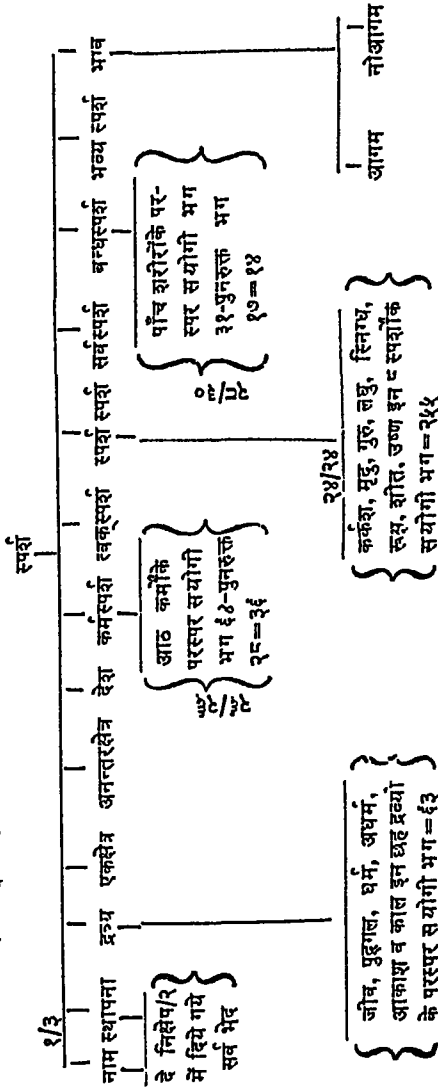 स्पर्श
१/३
नाम स्थापना द्रव्य एकक्षेत्र अनन्तरक्षेत्र देश कर्मस्पर्श त्वक्स्पर्श स्पर्श स्पर्श सर्वस्पर्श बन्धस्पर्श भव्य स्पर्श भाव
दे निक्षेप/२
में दिये गये
सर्व भेद
आठ कर्मोंके
परस्पर सयोगी
भग ६४-पुनरुक्त
२८=३६
पाँच शरीरोंके पर-
स्पर सयोगी भग
३१-पुनरुक्त भग
१७=१४
२८/३०
जीव, पुद्गल, धर्म, अधर्म,
आकाश व काल इन छह द्रव्यों
के परस्पर सयोगी भग=६३
२४/२४
कर्कश, मृदु, गुरु, लघु, स्निग्ध,
रूक्ष, शीत, उष्ण इन ८ स्पर्शोंके
सयोगी भग=२५५
आगम नोआगम